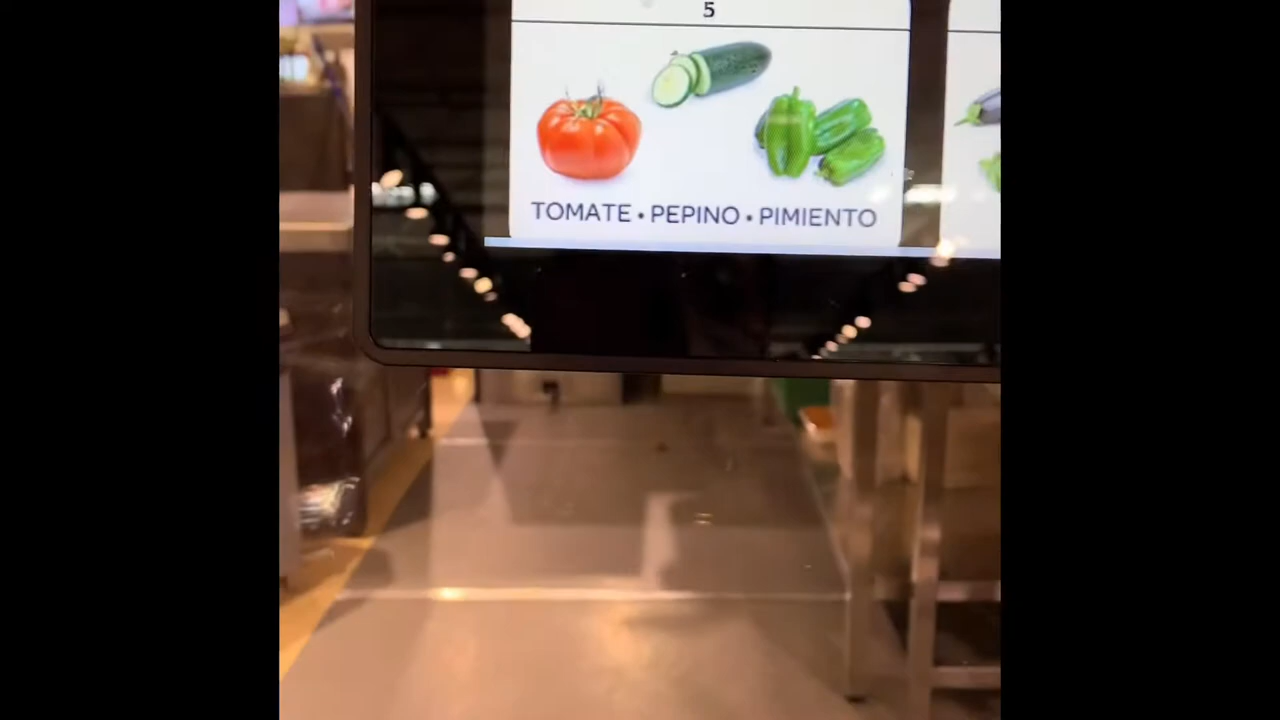 5
TOMATE • PEPINO • PIMIENTO